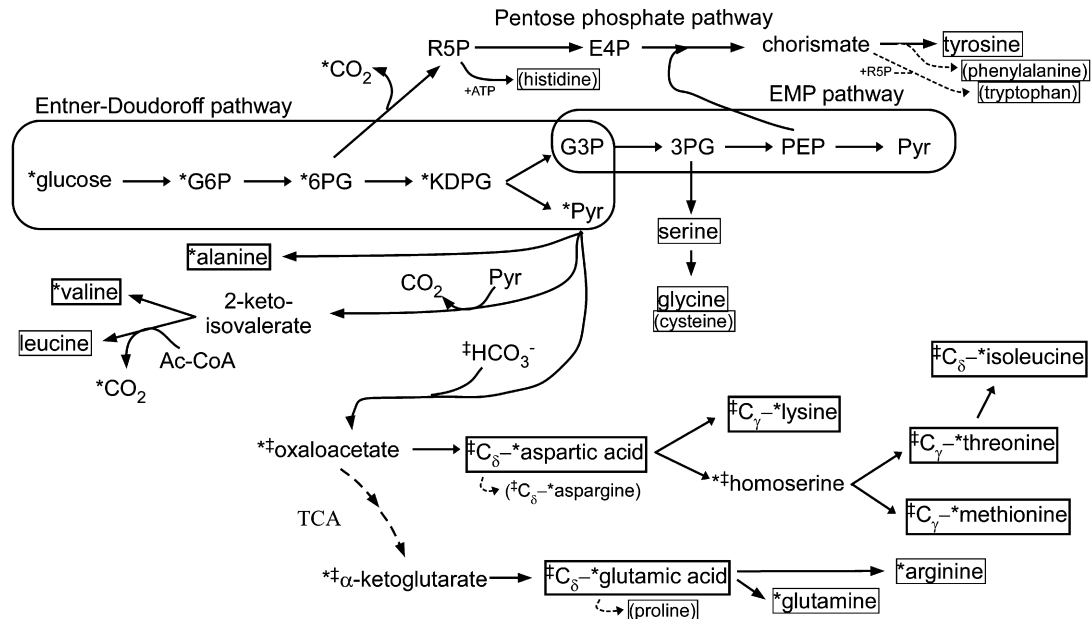 Pentose phosphate pathway
R5P E4P chorismate tyrosine
*CO₂ +ATP (histidine) +R5P (phenylalanine)
(tryptophan)
Entner-Doudoroff pathway EMP pathway
G3P 3PG PEP Pyr
*glucose *G6P *6PG *KDPG
*Pyr
serine
*alanine
glycine
(cysteine)
CO₂ Pyr
*valine 2-keto-
isovalerate
leucine
Ac-CoA
*CO₂
‡HCO₃⁻
‡Cδ–*isoleucine
‡Cγ–*lysine
*‡oxaloacetate ‡Cδ–*aspartic acid ‡Cγ–*threonine
(‡Cδ–*aspargine) *‡homoserine
TCA ‡Cγ–*methionine
*‡α-ketoglutarate ‡Cδ–*glutamic acid *arginine
(proline) *glutamine